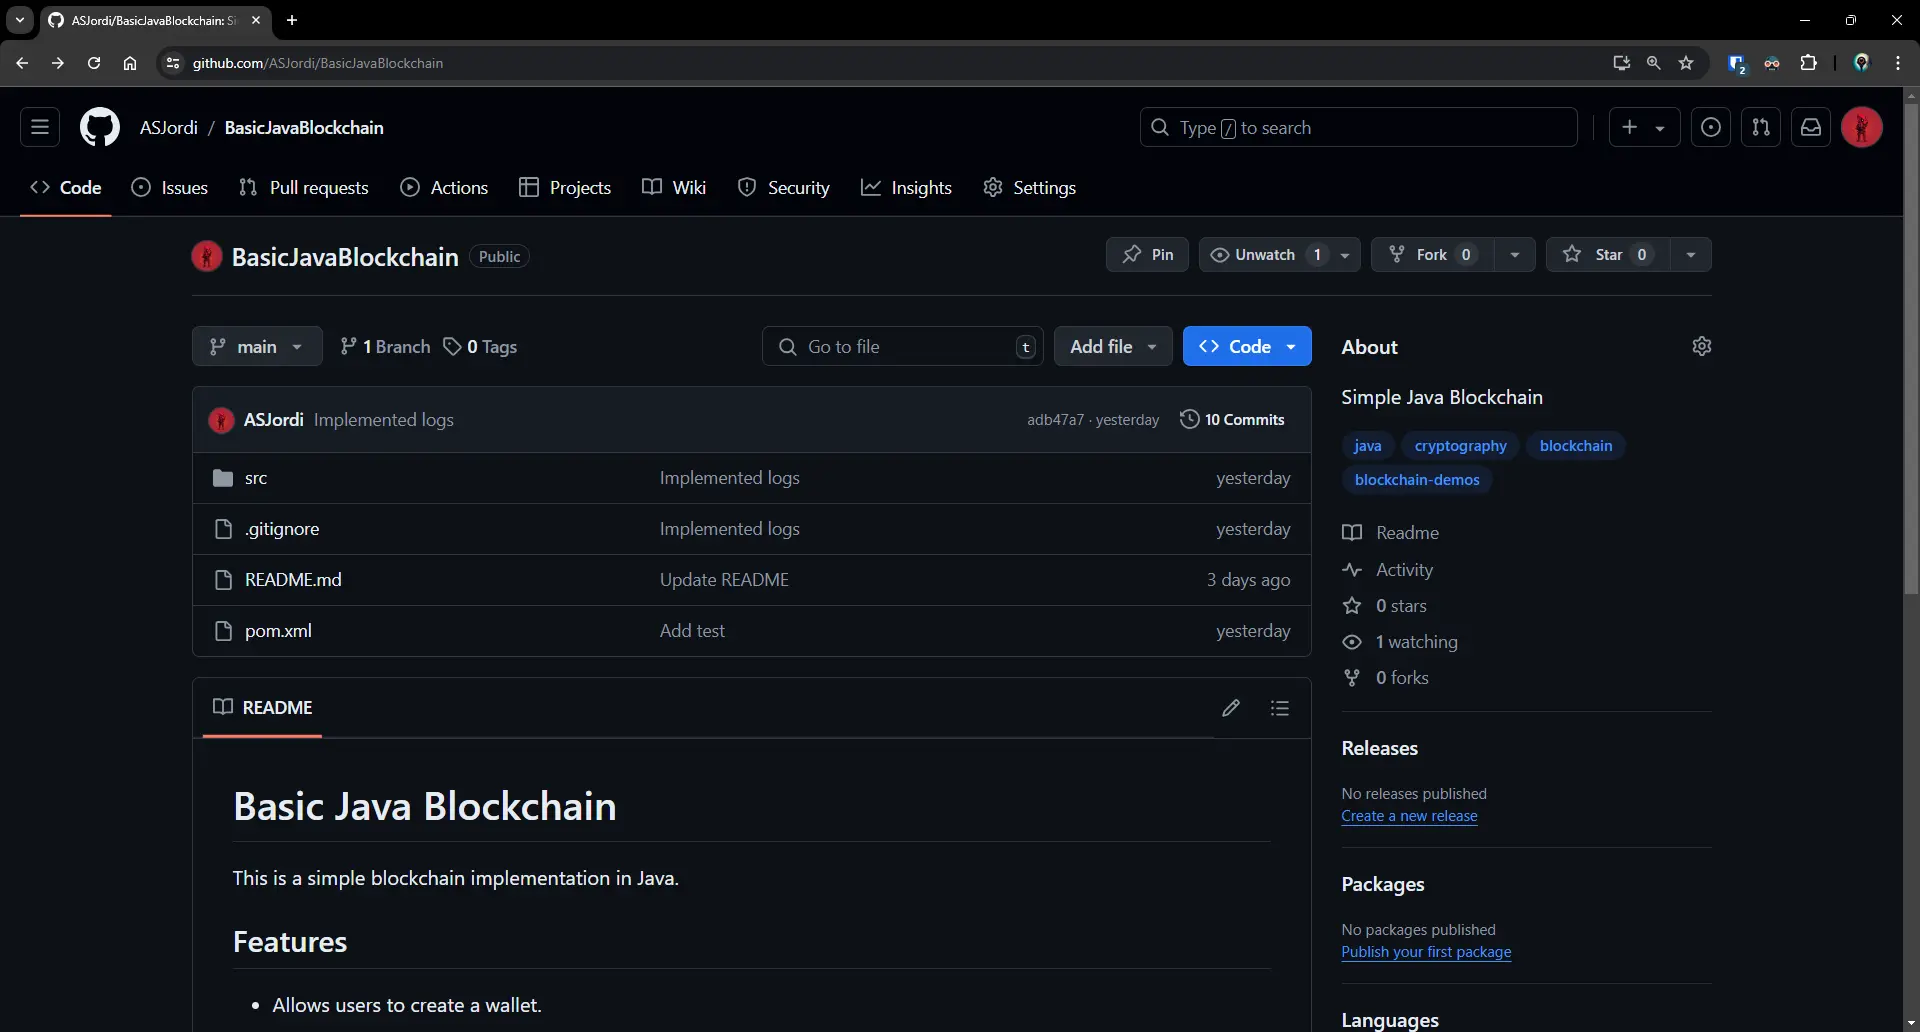 ASJordi/BasicJavaBlockchain: Si
github.com/ASJordi/BasicJavaBlockchain
2
ASJordi / BasicJavaBlockchain
Type / to search
Code Issues Pull requests Actions Projects Wiki Security Insights Settings
BasicJavaBlockchain Public
Pin Unwatch 1 Fork 0 Star 0
main 1 Branch 0 Tags Go to file t Add file Code
ASJordi Implemented logs adb47a7 · yesterday 10 Commits
src Implemented logs yesterday
.gitignore Implemented logs yesterday
README.md Update README 3 days ago
pom.xml Add test yesterday
README
Basic Java Blockchain
This is a simple blockchain implementation in Java.
Features
• Allows users to create a wallet.
About
Simple Java Blockchain
java cryptography blockchain
blockchain-demos
Readme
Activity
0 stars
1 watching
0 forks
Releases
No releases published
Create a new release
Packages
No packages published
Publish your first package
Languages